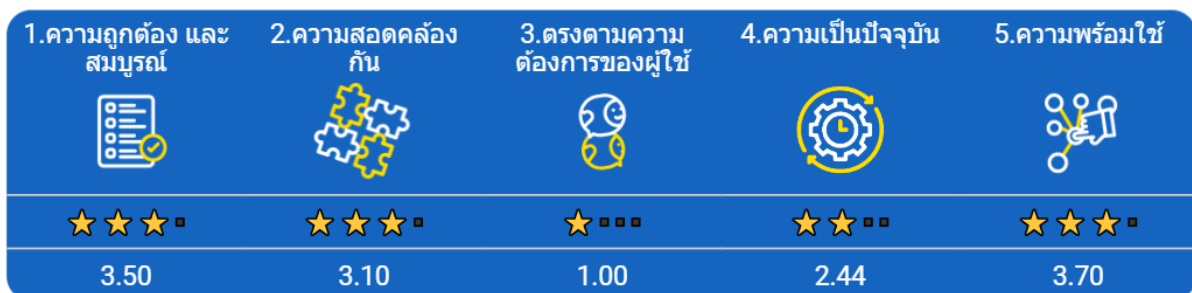 1.ความถูกต้อง และ
สมบูรณ์
2.ความสอดคล้อง
กัน
3.ตรงตามความ
ต้องการของผู้ใช้
4.ความเป็นปัจจุบัน
5.ความพร้อมใช้
3.50
3.10
1.00
2.44
3.70